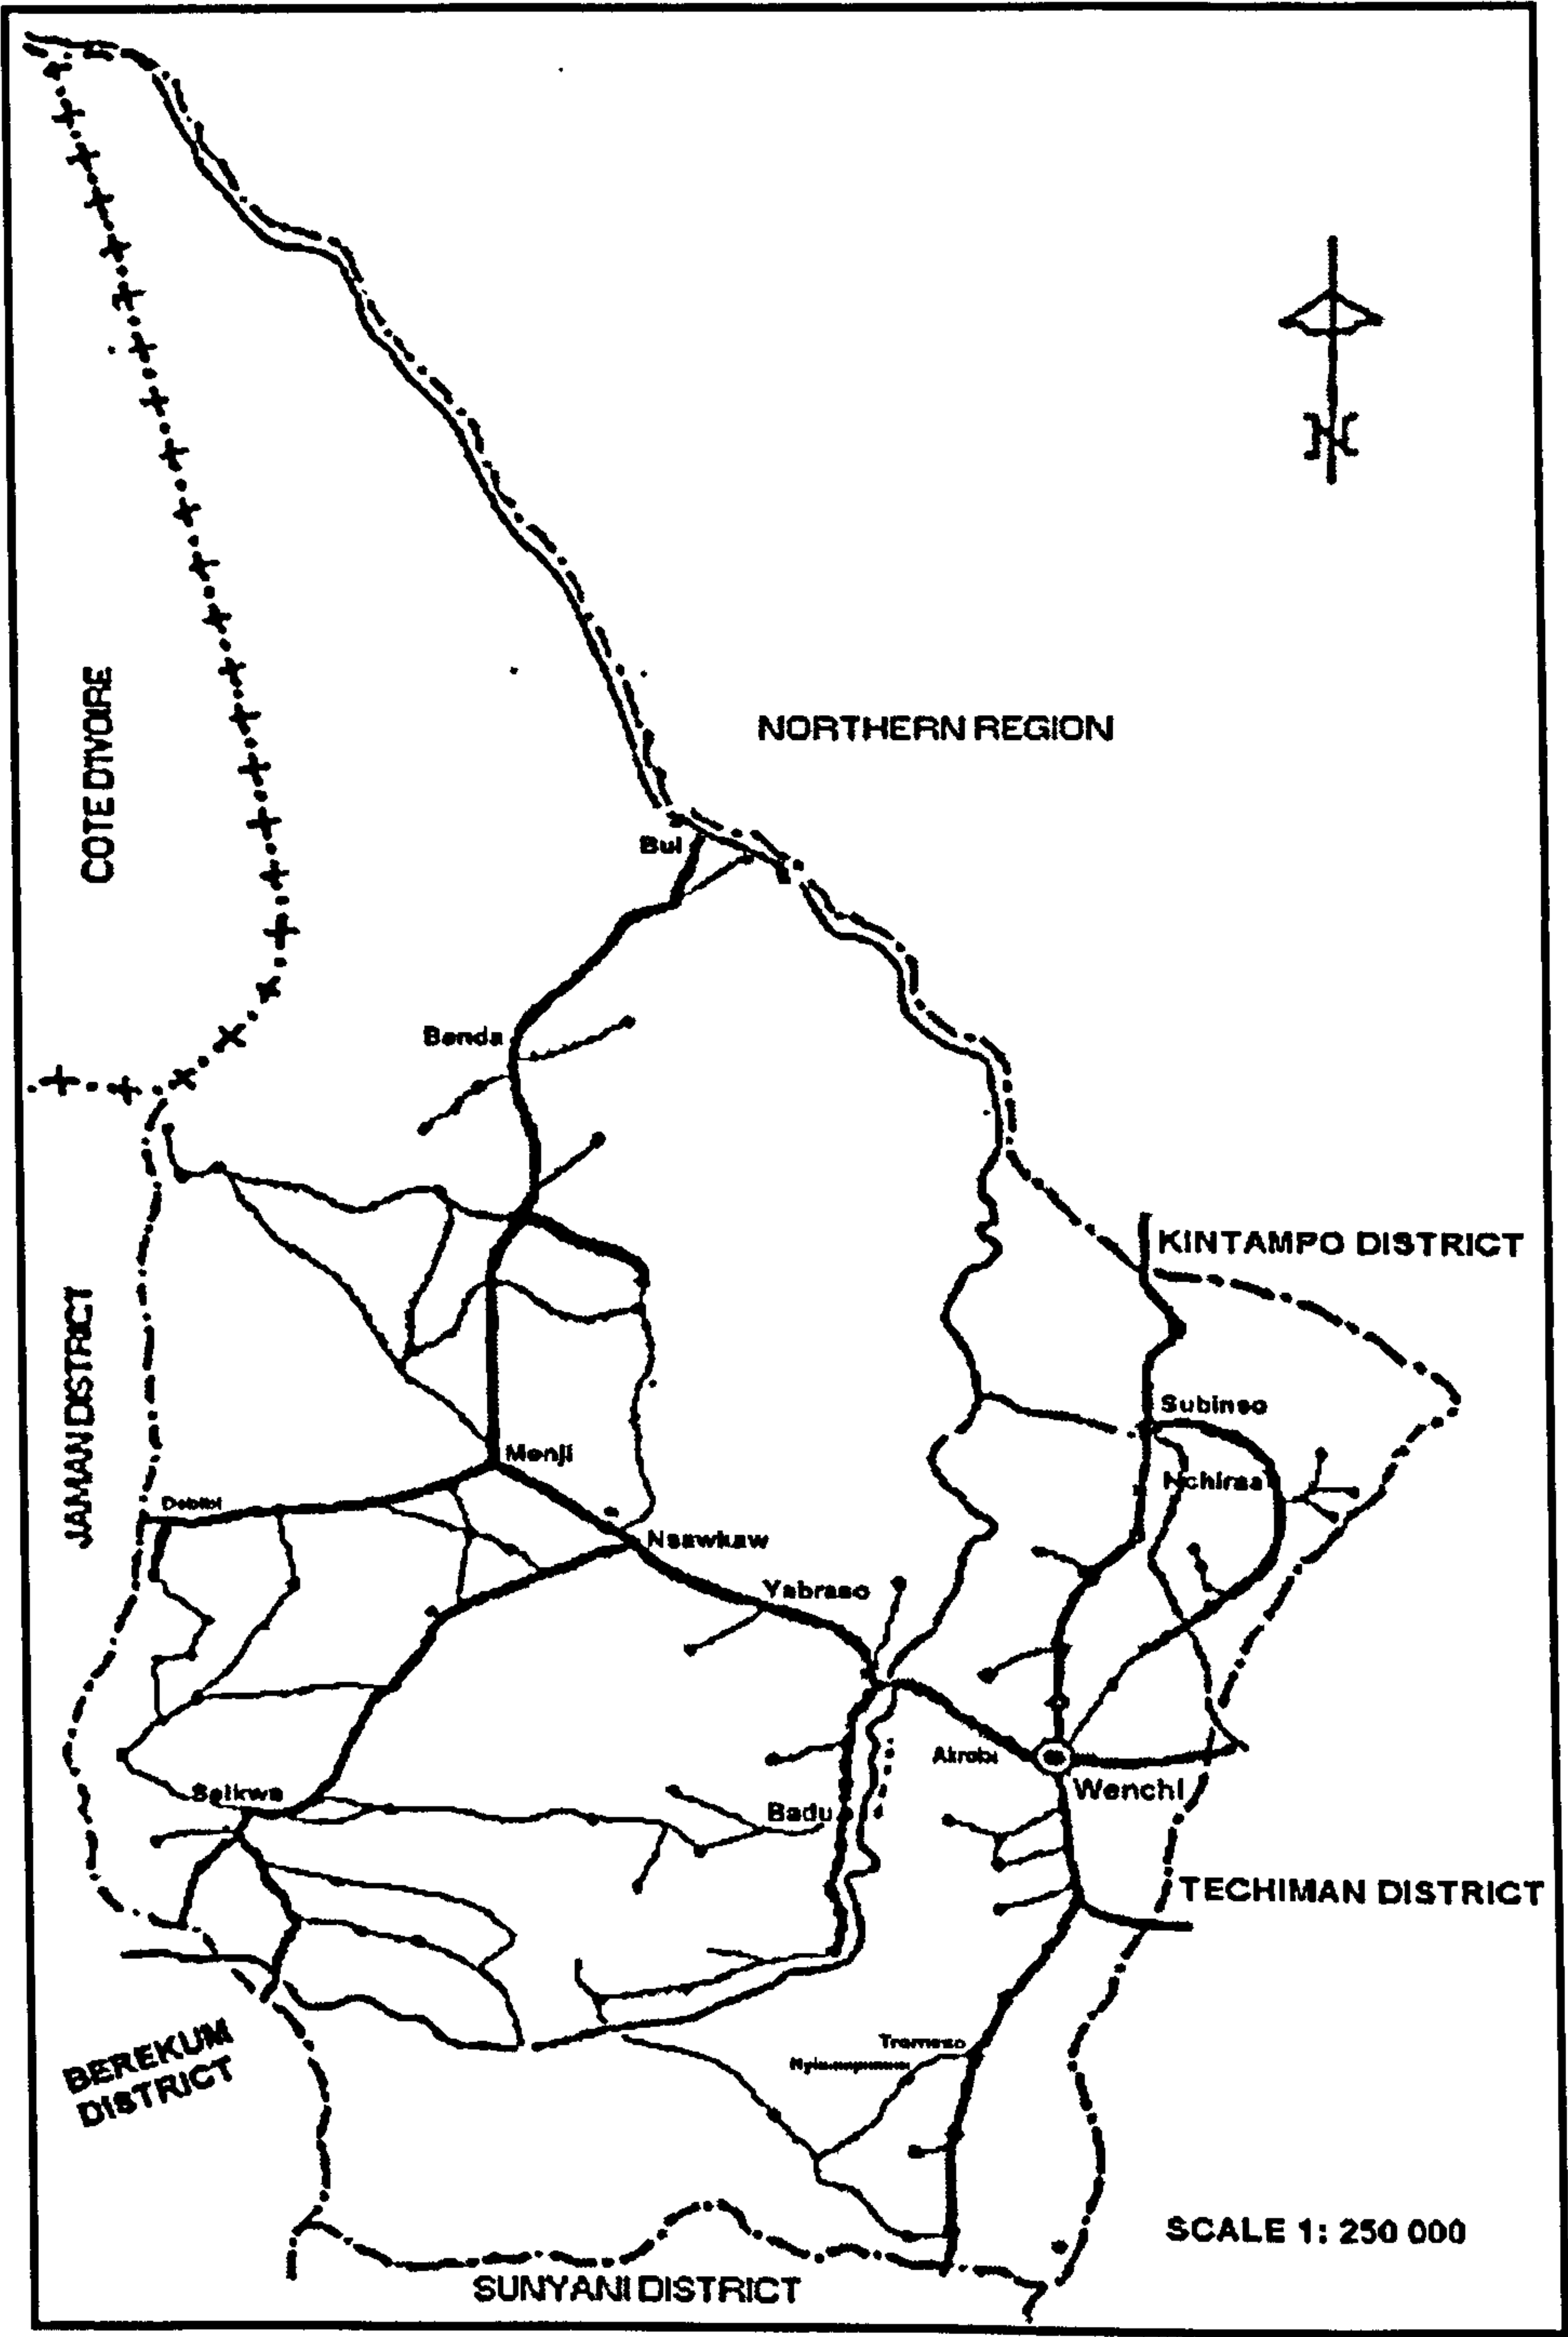 N
COTE D'IVOIRE
NORTHERN REGION
Bui
Banda
KINTAMPO DISTRICT
JAMAN DISTRICT
Subinso
Menji
Nchiraa
Debibi
Nsawkaw
Yabraso
Akrobi
Wenchi
Seikwa
Badu
TECHIMAN DISTRICT
BEREKUM
DISTRICT
Tromeso
SCALE 1: 250 000
SUNYANI DISTRICT